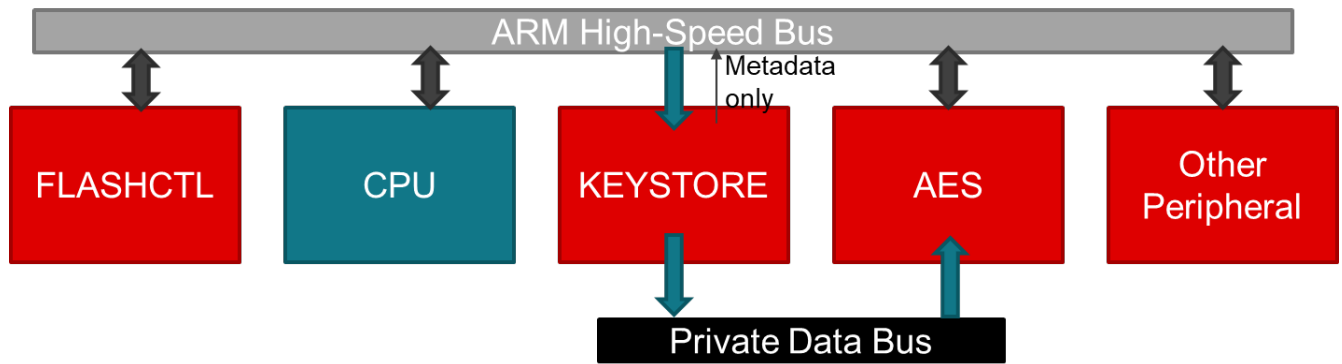 ARM High-Speed Bus
Metadata
only
FLASHCTL
CPU
KEYSTORE
AES
Other
Peripheral
Private Data Bus